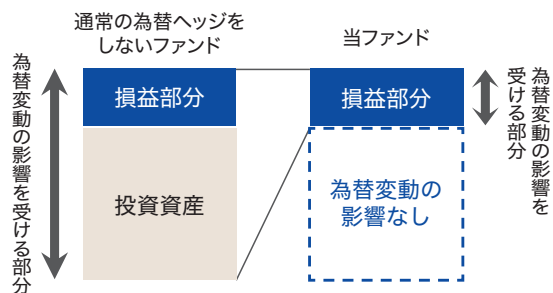 通常の為替ヘッジを
しないファンド
当ファンド
為替変動の影響を受ける部分
損益部分
投資資産
損益部分
為替変動の
影響なし
為替変動の影響を
受ける部分